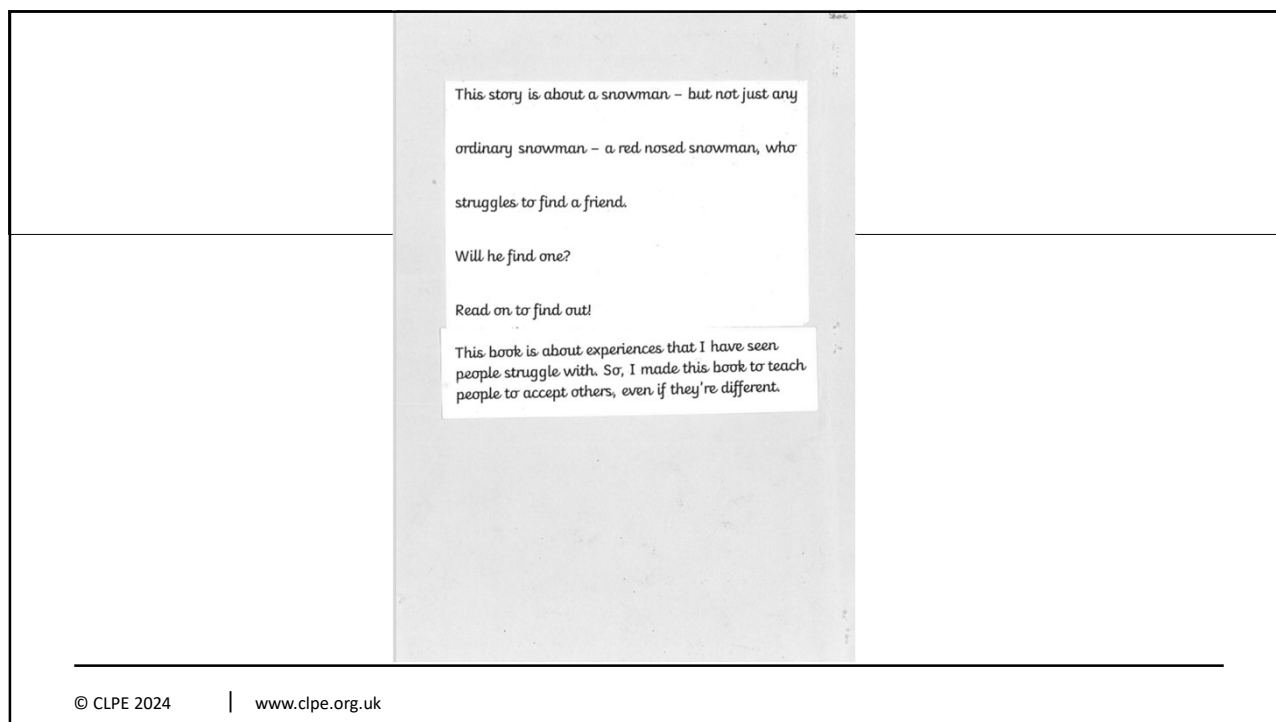 This story is about a snowman – but not just any
ordinary snowman – a red nosed snowman, who
struggles to find a friend.
Will he find one?
Read on to find out!
This book is about experiences that I have seen
people struggle with. So, I made this book to teach
people to accept others, even if they're different.
© CLPE 2024 | www.clpe.org.uk